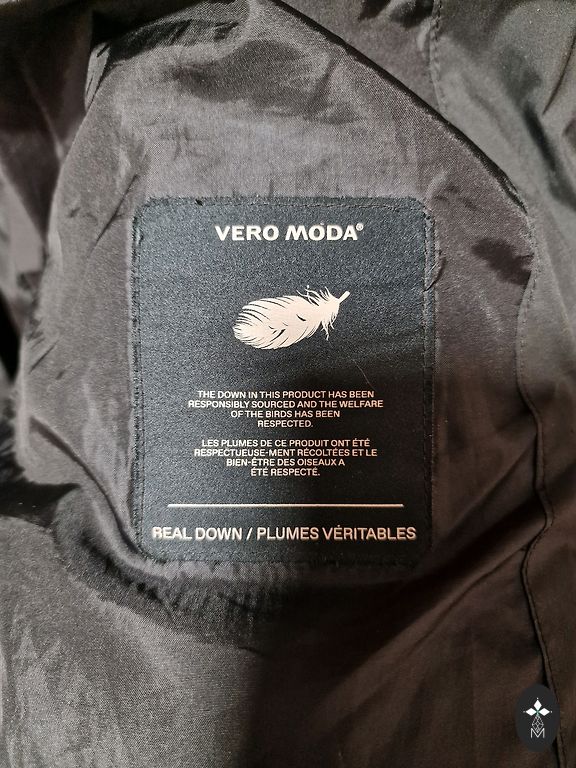 VERO MODA®
THE DOWN IN THIS PRODUCT HAS BEEN
RESPONSIBLY SOURCED AND THE WELFARE
OF THE BIRDS HAS BEEN
RESPECTED.
LES PLUMES DE CE PRODUIT ONT ÉTÉ
RESPECTUEUSE-MENT RÉCOLTÉES ET LE
BIEN-ÊTRE DES OISEAUX A
ÉTÉ RESPECTÉ.
REAL DOWN / PLUMES VÉRITABLES
M